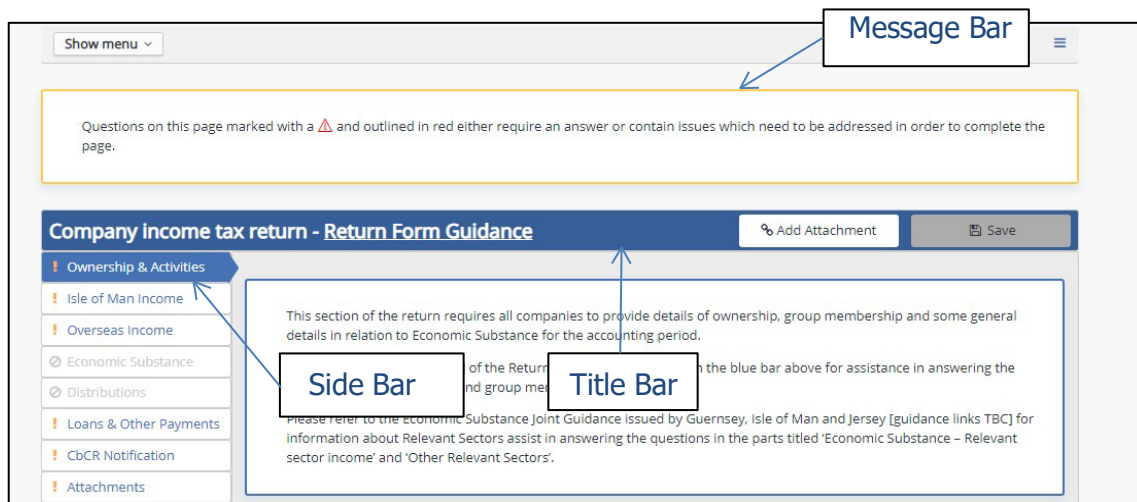 Message Bar
Show menu
Questions on this page marked with a and outlined in red either require an answer or contain issues which need to be addressed in order to complete the
page.
Company income tax return - Return Form Guidance
Add Attachment
Save
Ownership & Activities
Isle of Man Income
Overseas Income
Economic Substance
Distributions
Loans & Other Payments
CbCR Notification
Attachments
This section of the return requires all companies to provide details of ownership, group membership and some general
details in relation to Economic Substance for the accounting period.
of the Return the blue bar above for assistance in answering the
Side Bar
Title Bar
Please refer to the Economic Substance Joint Guidance issued by Guernsey, Isle of Man and Jersey [guidance links TBC] for
information about Relevant Sectors assist in answering the questions in the parts titled ‘Economic Substance – Relevant
sector income’ and ‘Other Relevant Sectors’.